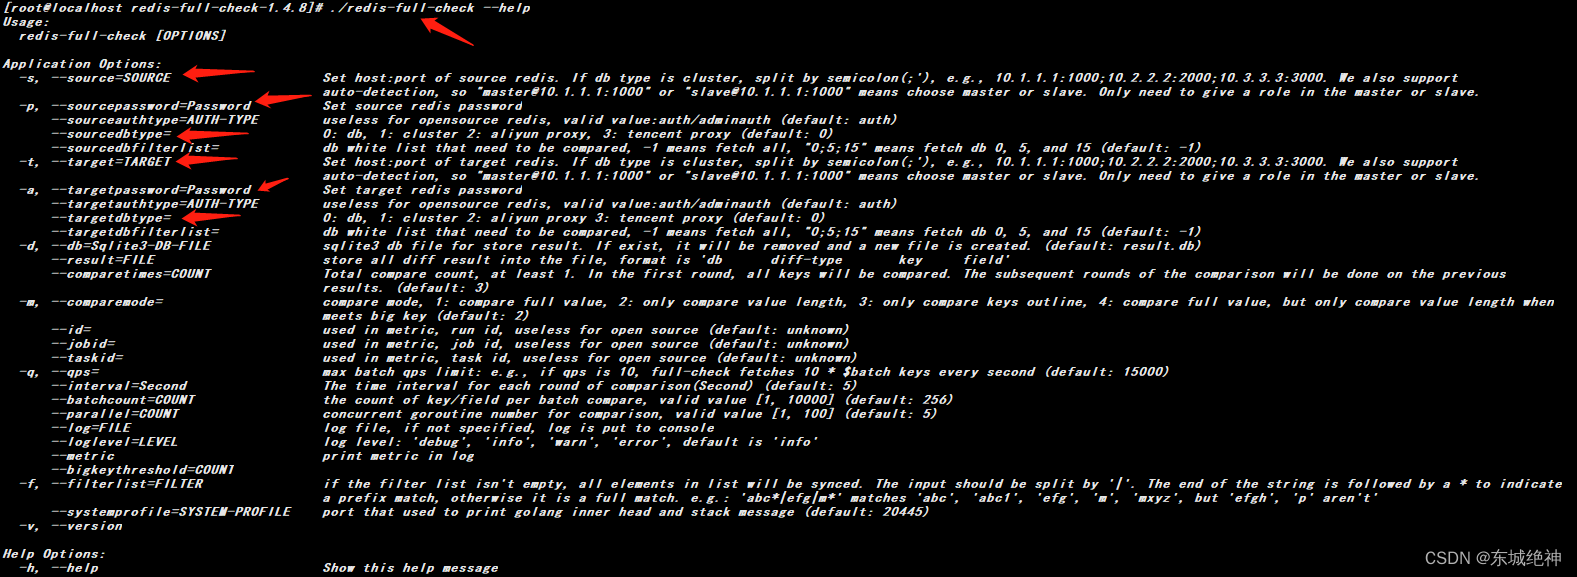 [root@localhost redis-full-check-1.4.8]# ./redis-full-check --help
Usage:
  redis-full-check [OPTIONS]

Application Options:
  -s, --source=SOURCE                   Set host:port of source redis. If db type is cluster, split by semicolon(;'), e.g., 10.1.1.1:1000;10.2.2.2:2000;10.3.3.3:3000. We also support
                                        auto-detection, so "master@10.1.1.1:1000" or "slave@10.1.1.1:1000" means choose master or slave. Only need to give a role in the master or slave.
  -p, --sourcepassword=Password         Set source redis password
      --sourceauthtype=AUTH-TYPE        useless for opensource redis, valid value:auth/adminauth (default: auth)
      --sourcedbtype=                   0: db, 1: cluster 2: aliyun proxy, 3: tencent proxy (default: 0)
      --sourcedbfilterlist=             db white list that need to be compared, -1 means fetch all, "0;5;15" means fetch db 0, 5, and 15 (default: -1)
  -t, --target=TARGET                   Set host:port of target redis. If db type is cluster, split by semicolon(;'), e.g., 10.1.1.1:1000;10.2.2.2:2000;10.3.3.3:3000. We also support
                                        auto-detection, so "master@10.1.1.1:1000" or "slave@10.1.1.1:1000" means choose master or slave. Only need to give a role in the master or slave.
  -a, --targetpassword=Password         Set target redis password
      --targetauthtype=AUTH-TYPE        useless for opensource redis, valid value:auth/adminauth (default: auth)
      --targetdbtype=                   0: db, 1: cluster 2: aliyun proxy 3: tencent proxy (default: 0)
      --targetdbfilterlist=             db white list that need to be compared, -1 means fetch all, "0;5;15" means fetch db 0, 5, and 15 (default: -1)
  -d, --db=Sqlite3-DB-FILE              sqlite3 db file for store result. If exist, it will be removed and a new file is created. (default: result.db)
      --result=FILE                     store all diff result into the file, format is 'db      diff-type       key     field'
      --comparetimes=COUNT              Total compare count, at least 1. In the first round, all keys will be compared. The subsequent rounds of the comparison will be done on the previous
                                        results. (default: 3)
  -m, --comparemode=                    compare mode, 1: compare full value, 2: only compare value length, 3: only compare keys outline, 4: compare full value, but only compare value length when
                                        meets big key (default: 2)
      --id=                             used in metric, run id, useless for open source (default: unknown)
      --jobid=                          used in metric, job id, useless for open source (default: unknown)
      --taskid=                         used in metric, task id, useless for open source (default: unknown)
  -q, --qps=                            max batch qps limit: e.g., if qps is 10, full-check fetches 10 * $batch keys every second (default: 15000)
      --interval=Second                 The time interval for each round of comparison(Second) (default: 5)
      --batchcount=COUNT                the count of key/field per batch compare, valid value [1, 10000] (default: 256)
      --parallel=COUNT                  concurrent goroutine number for comparison, valid value [1, 100] (default: 5)
      --log=FILE                        log file, if not specified, log is put to console
      --loglevel=LEVEL                  log level: 'debug', 'info', 'warn', 'error', default is 'info'
      --metric                          print metric in log
      --bigkeythreshold=COUNT
  -f, --filterlist=FILTER               if the filter list isn't empty, all elements in list will be synced. The input should be split by '|'. The end of the string is followed by a * to indicate
                                        a prefix match, otherwise it is a full match. e.g.: 'abc*|efg|m*' matches 'abc', 'abc1', 'efg', 'm', 'mxyz', but 'efgh', 'p' aren't'
      --systemprofile=SYSTEM-PROFILE    port that used to print golang inner head and stack message (default: 20445)
  -v, --version

Help Options:
  -h, --help                            Show this help message
CSDN @东城绝神